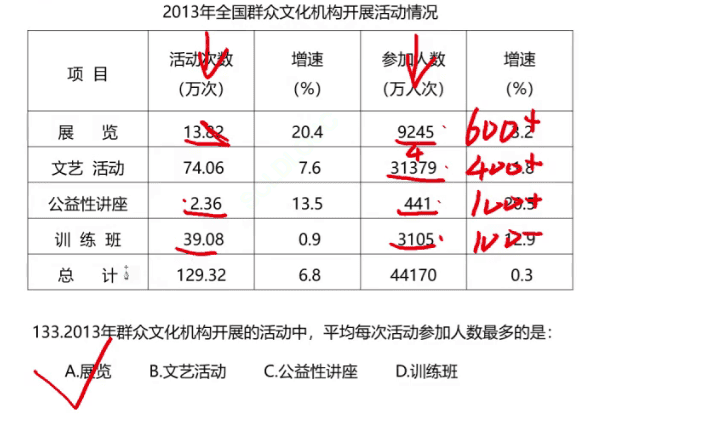 2013年全国群众文化机构开展活动情况
项 目 活动次数(万次) 增速(%) 参加人数(万人次) 增速(%)
展 览 13.82 20.4 9245 600+ 3.2
4
文艺 活动 74.06 7.6 31379 400+ .8
公益性讲座 2.36 13.5 441 100+
训 练 班 39.08 0.9 3105 100- 12.9
总 计 129.32 6.8 44170 0.3
133.2013年群众文化机构开展的活动中，平均每次活动参加人数最多的是：
A.展览 B.文艺活动 C.公益性讲座 D.训练班